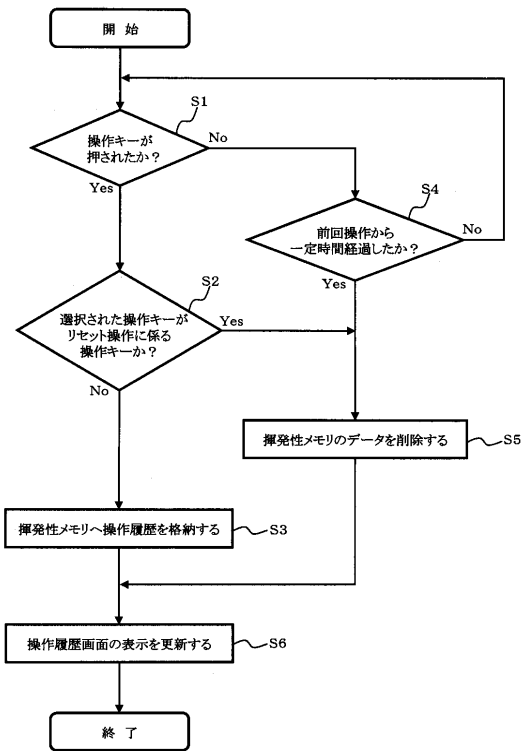 開 始
S1
操作キーが
押されたか？
No
Yes
S4
前回操作から
一定時間経過したか？
No
Yes
S2
選択された操作キーが
リセット操作に係る
操作キーか？
Yes
No
揮発性メモリのデータを削除する
S5
揮発性メモリへ操作履歴を格納する
S3
操作履歴画面の表示を更新する
S6
終 了